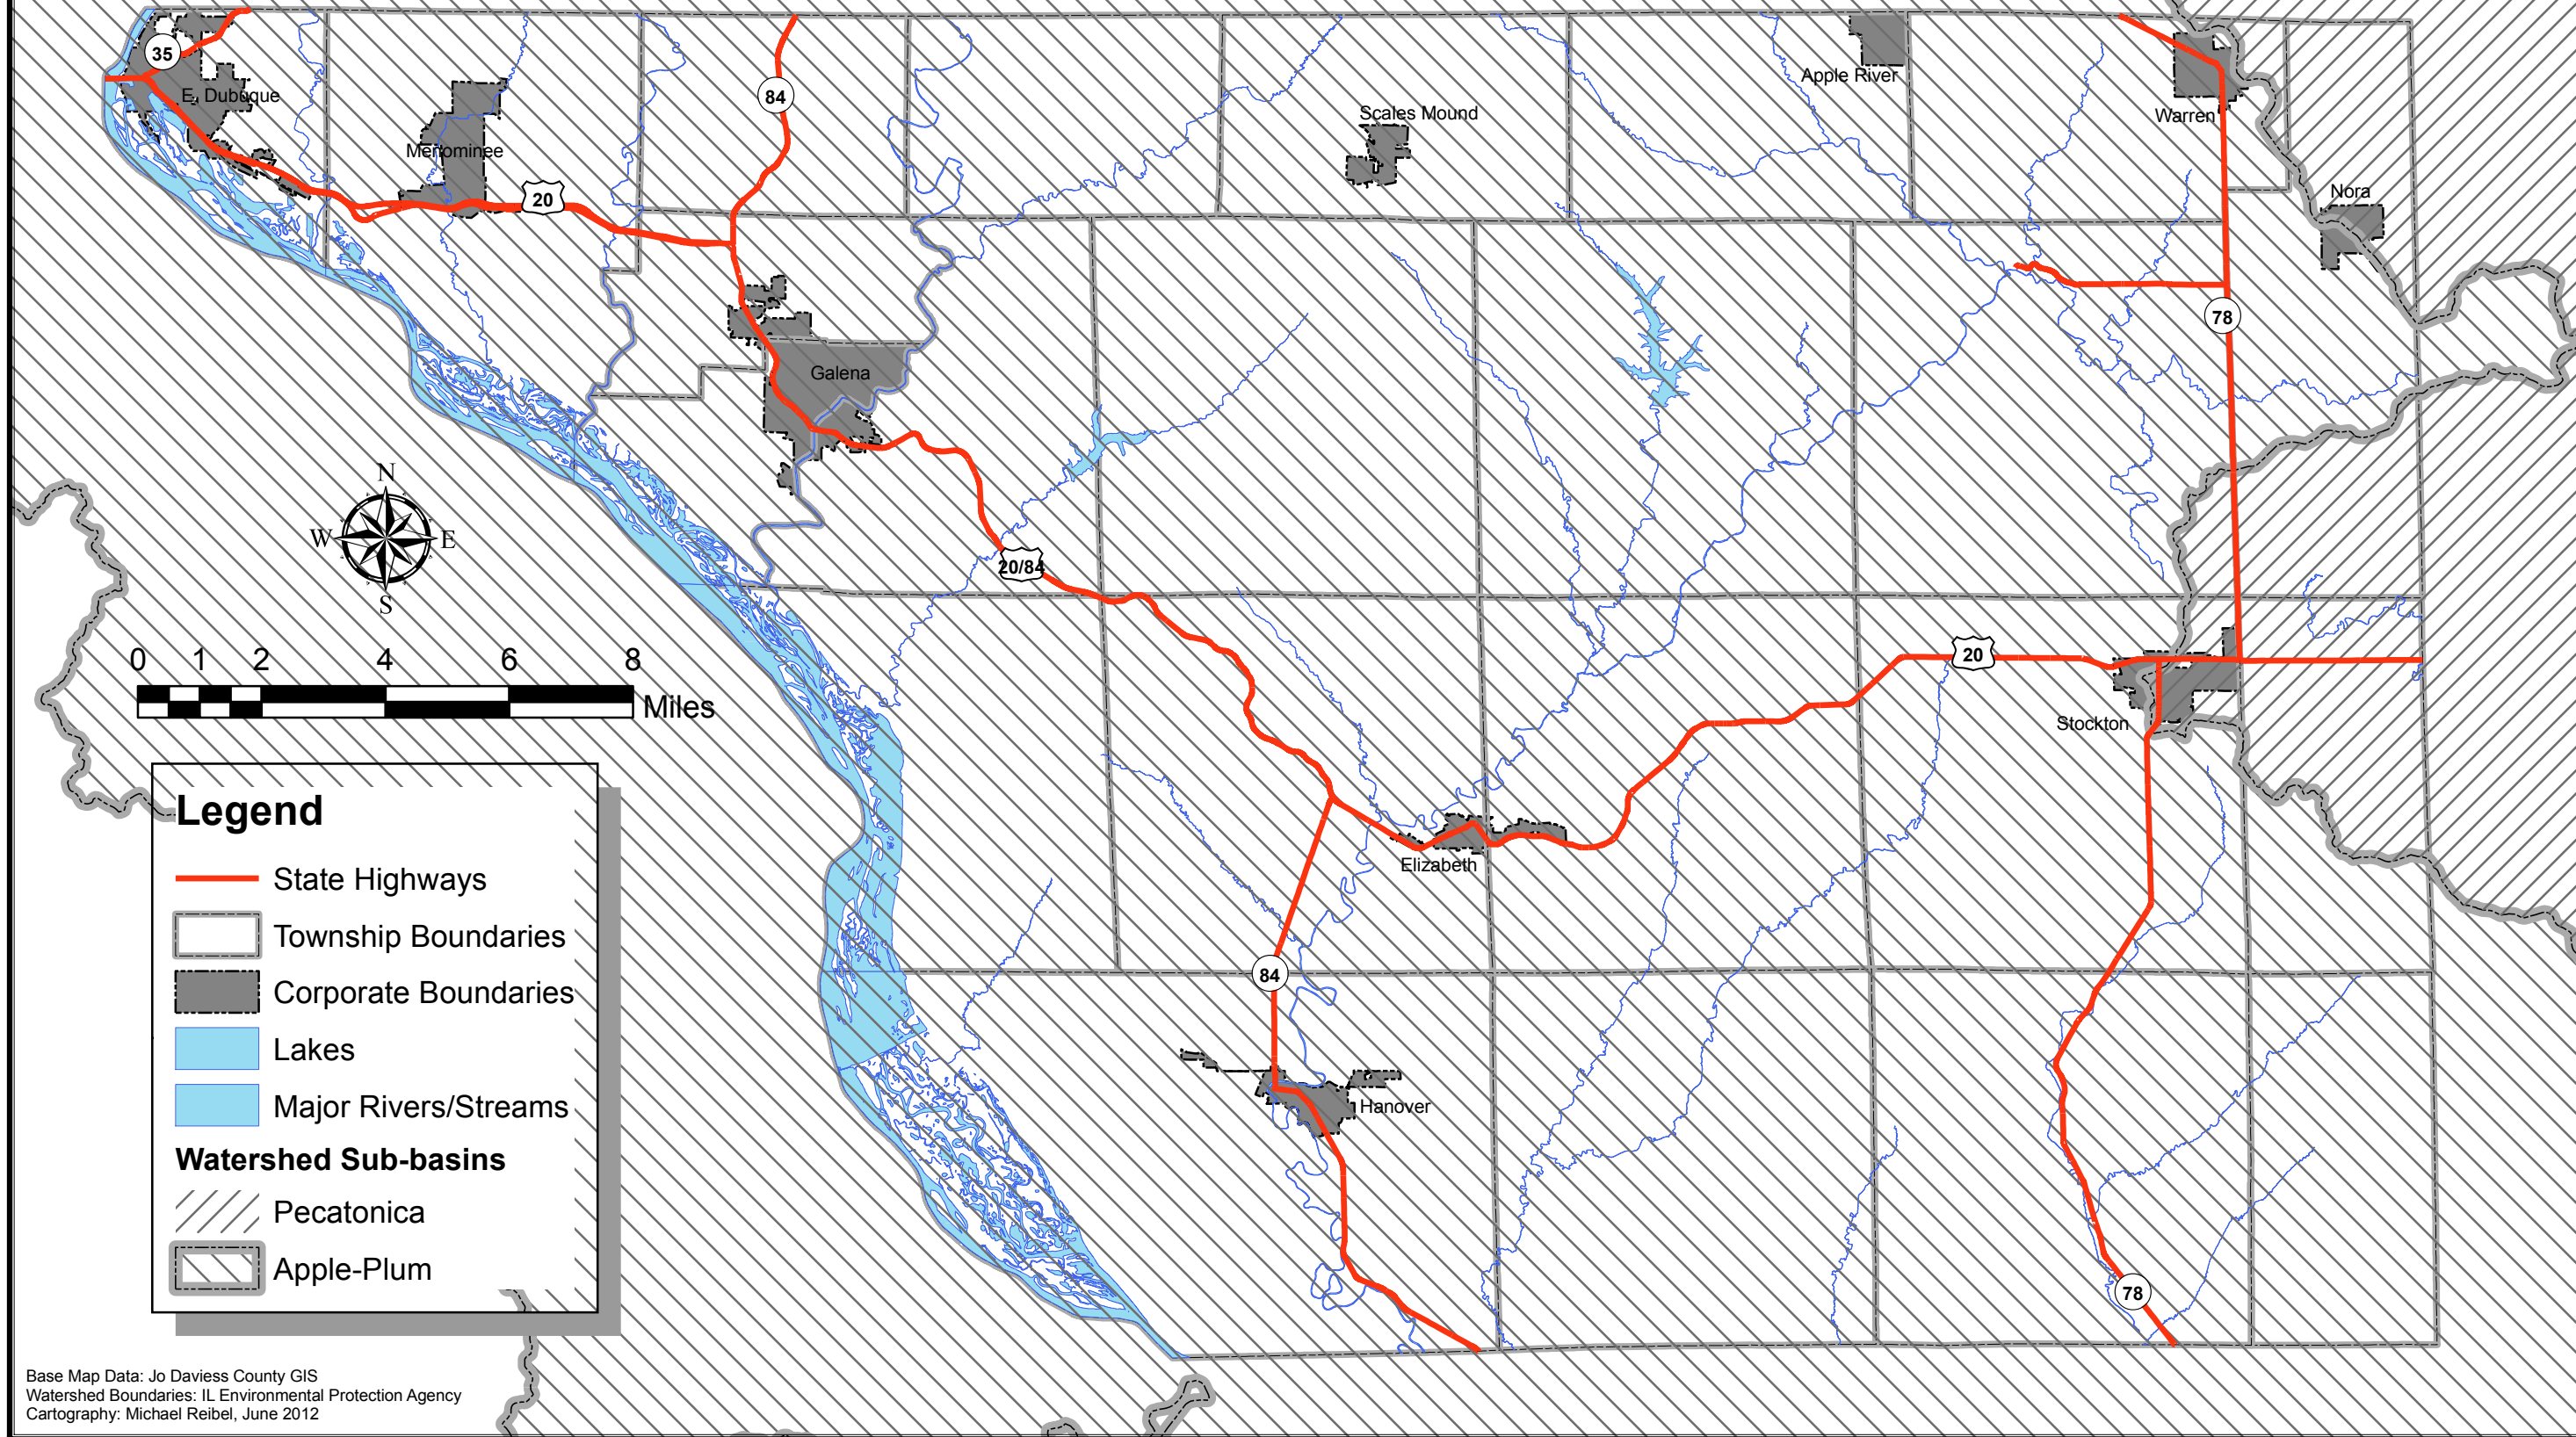 35
E. Dubuque
Menominee
20
84
Scales Mound
Apple River
Warren
Nora
78
Galena
20/84
N
W
E
S
0 1 2 4 6 8
Miles
20
Stockton
Elizabeth
84
Hanover
78
Legend
State Highways
Township Boundaries
Corporate Boundaries
Lakes
Major Rivers/Streams
Watershed Sub-basins
Pecatonica
Apple-Plum
Base Map Data: Jo Daviess County GIS
Watershed Boundaries: IL Environmental Protection Agency
Cartography: Michael Reibel, June 2012